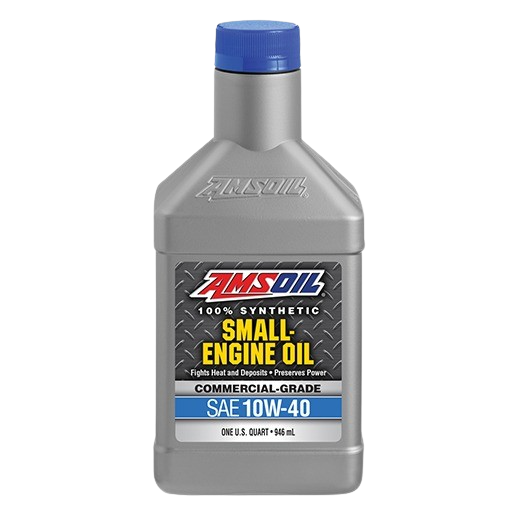 AMSOIL
AMSOIL
100% SYNTHETIC
SMALL-
ENGINE OIL
Fights Heat and Deposits • Preserves Power
COMMERCIAL-GRADE
SAE 10W-40
ONE U.S. QUART • 946 mL